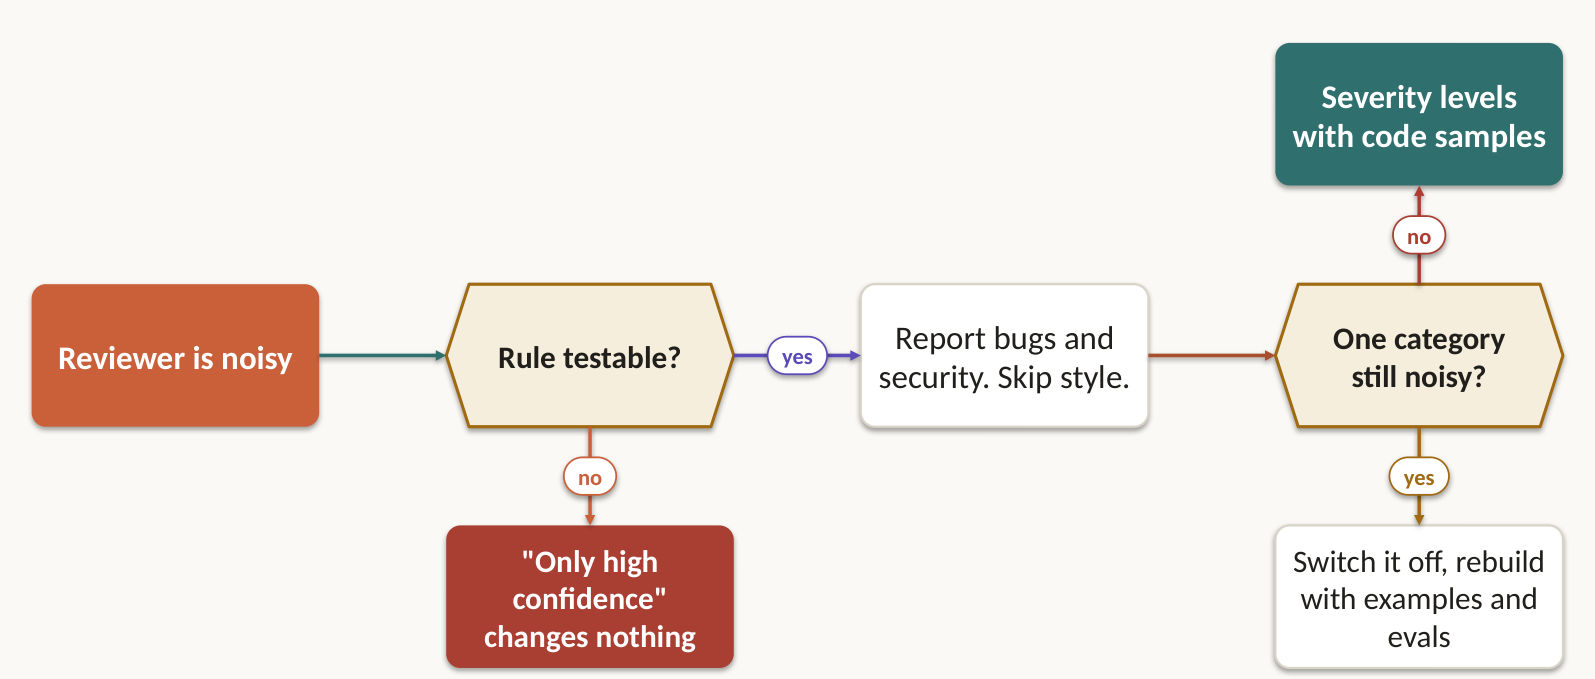 Severity levels
with code samples
no
Reviewer is noisy
Rule testable?
yes
Report bugs and
security. Skip style.
One category
still noisy?
no
yes
"Only high
confidence"
changes nothing
Switch it off, rebuild
with examples and
evals